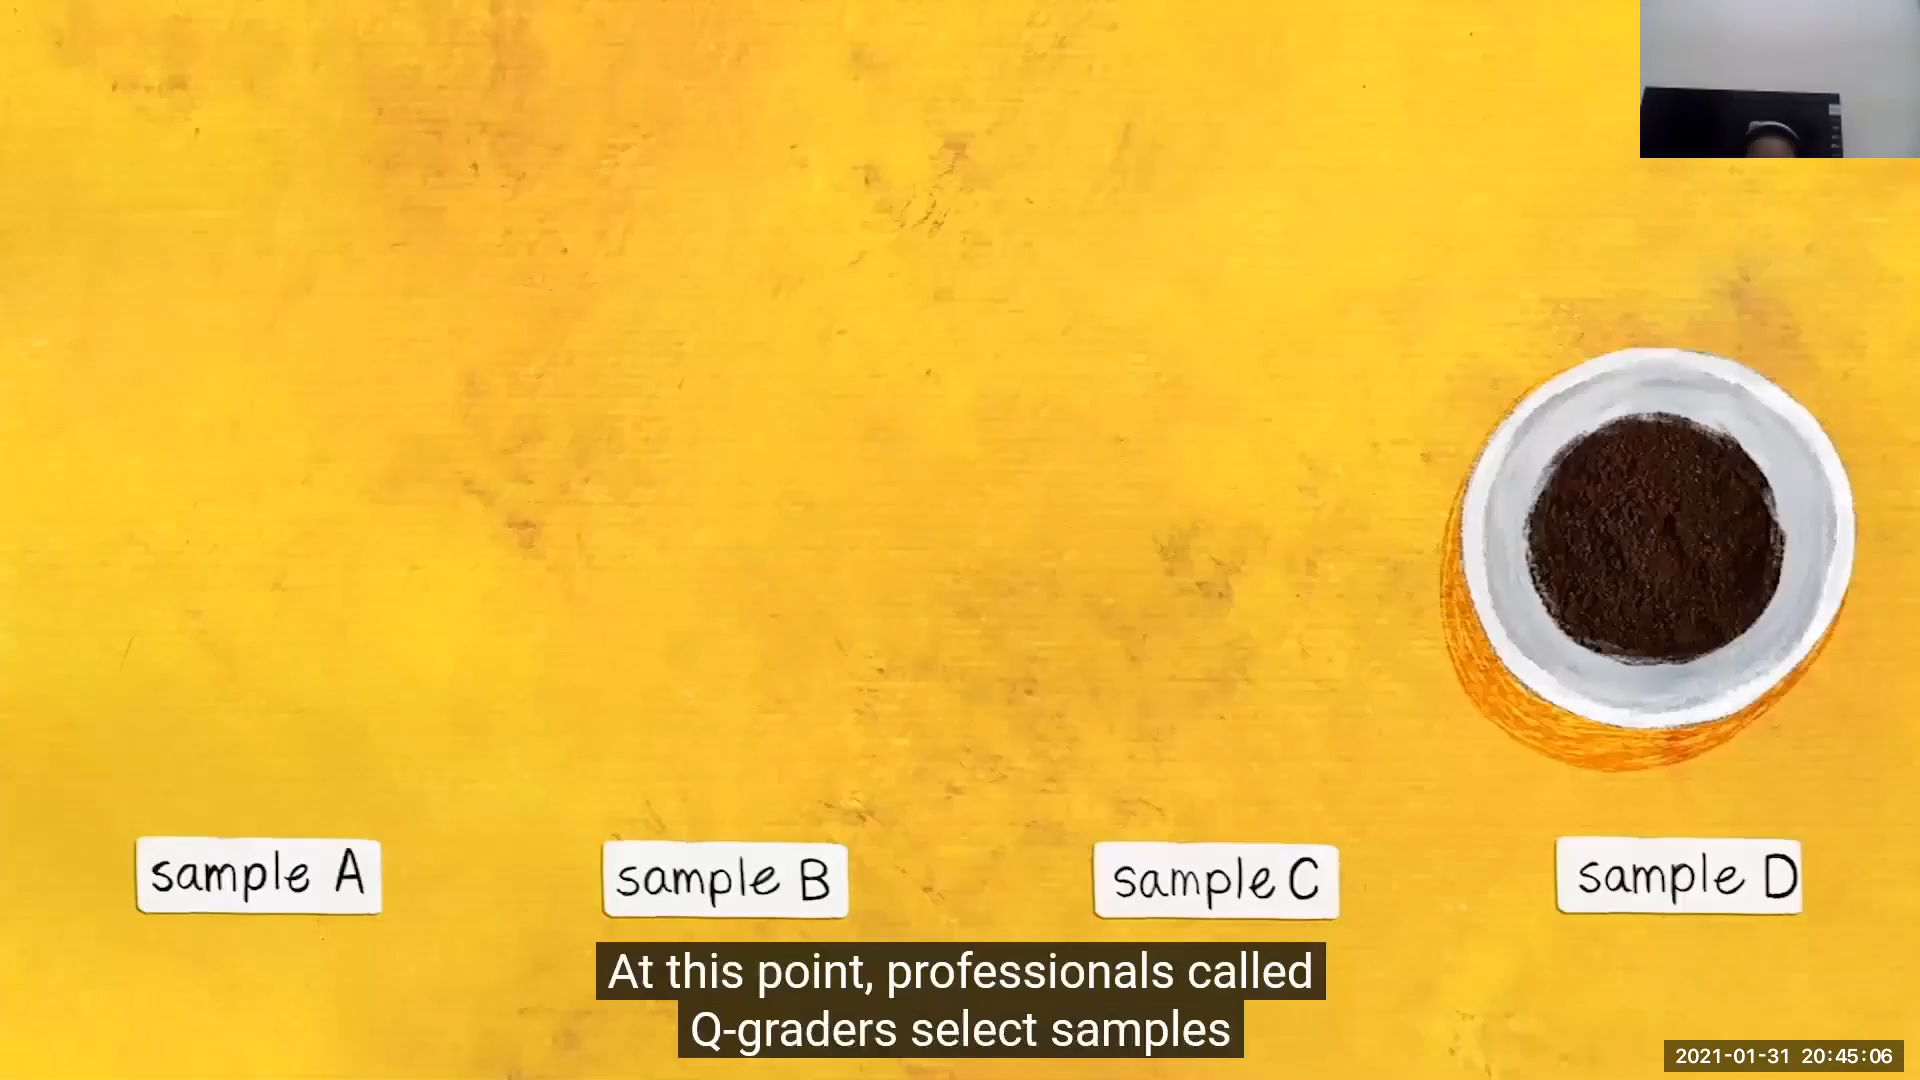 sample A
sample B
sample C
sample D
At this point, professionals called
Q-graders select samples
2021-01-31 20:45:06